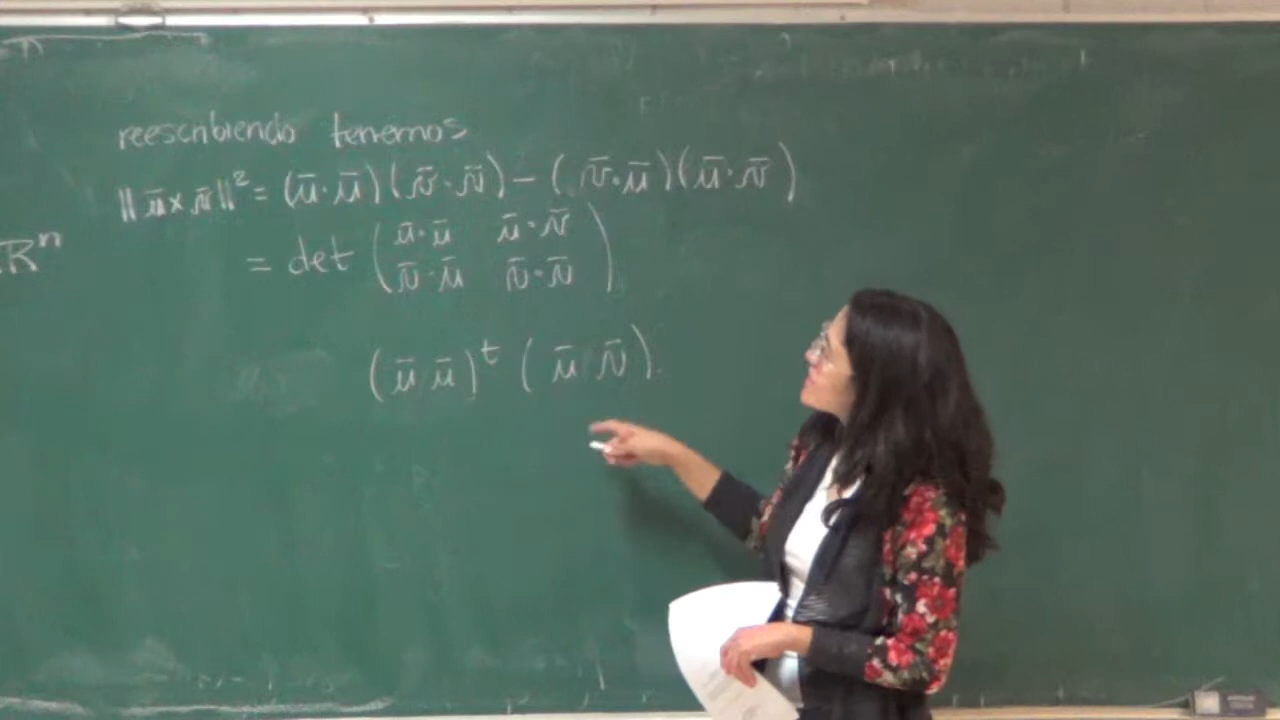 reescribiendo tenemos
‖ū×v̄‖² = (ū·ū)(v̄·v̄) − (v̄·ū)(ū·v̄)
ℝⁿ
= det ( ū·ū ū·v̄
v̄·ū v̄·v̄ )
(ū ū)ᵗ (ū v̄).